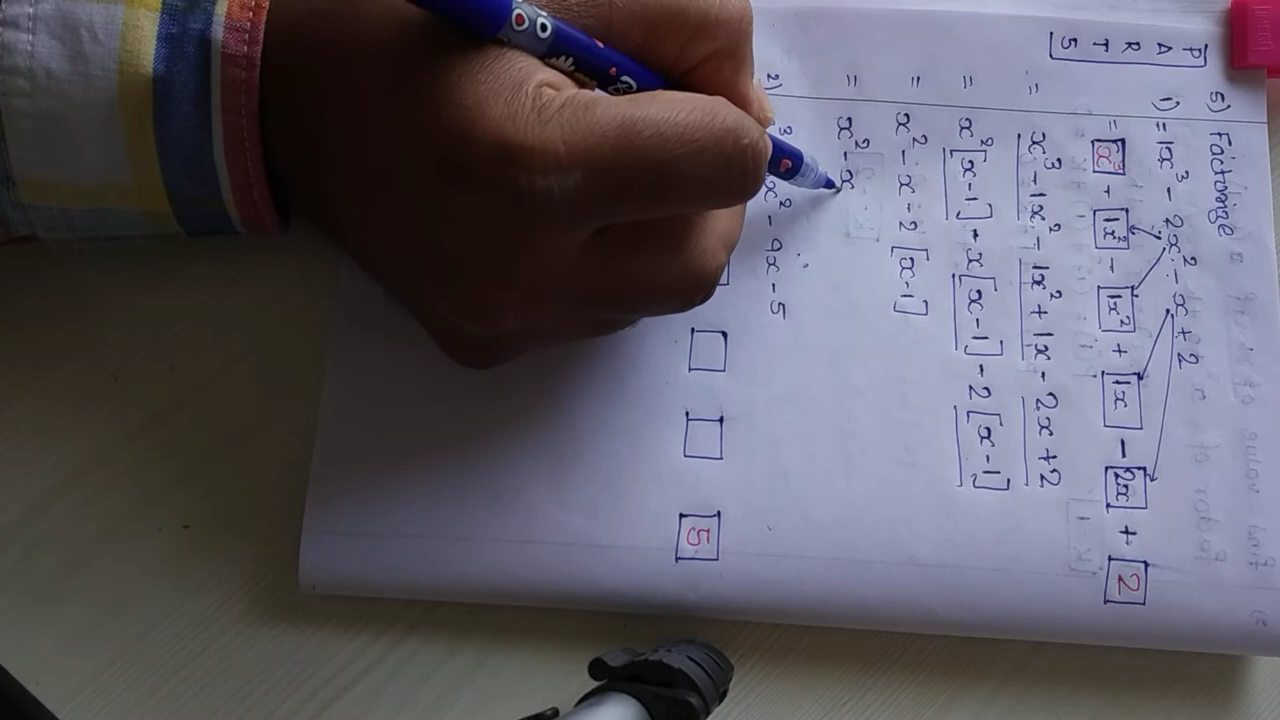 PART 5
5) Factorize
1) = 1x³ - 2x² - x + 2
= x³ - 1x² - 1x² + 1x - 2x + 2
= x³ - 1x² - 1x² + 1x - 2x + 2
= x² [x-1] - x [x-1] - 2 [x-1]
= x² - x - 2 [x-1]
= x² - x
2) x² - 9x - 5
5